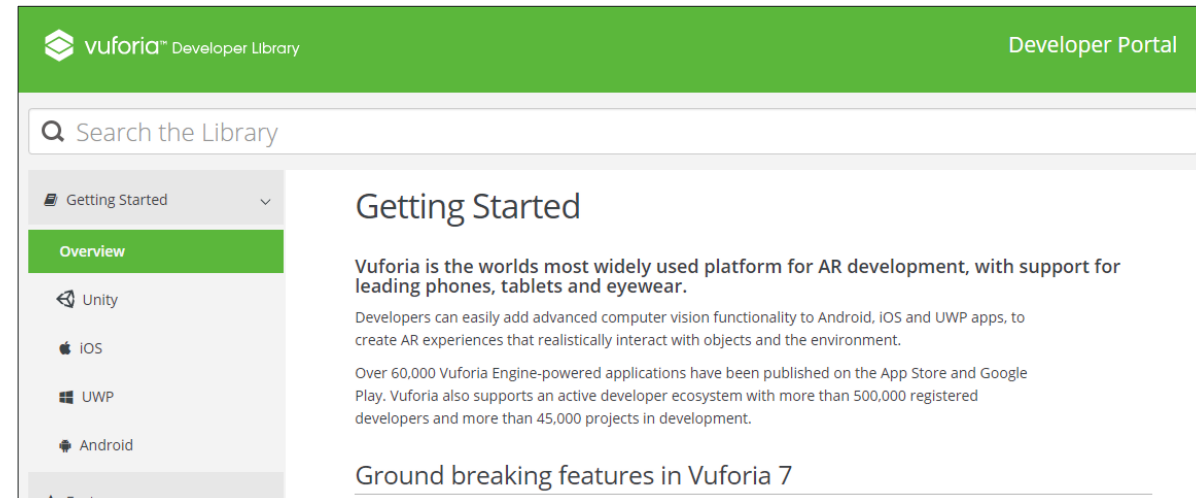 vuforia™ Developer Library
Developer Portal
Search the Library
Getting Started
Overview
Unity
iOS
UWP
Android
Getting Started
Vuforia is the worlds most widely used platform for AR development, with support for
leading phones, tablets and eyewear.
Developers can easily add advanced computer vision functionality to Android, iOS and UWP apps, to
create AR experiences that realistically interact with objects and the environment.
Over 60,000 Vuforia Engine-powered applications have been published on the App Store and Google
Play. Vuforia also supports an active developer ecosystem with more than 500,000 registered
developers and more than 45,000 projects in development.
Ground breaking features in Vuforia 7